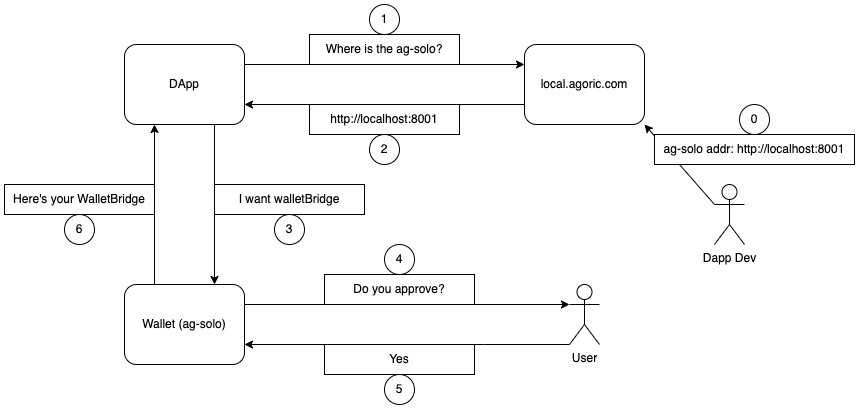 1
Where is the ag-solo?
DApp
local.agoric.com
http://localhost:8001
2
0
ag-solo addr: http://localhost:8001
Dapp Dev
Here's your WalletBridge
6
I want walletBridge
3
4
Do you approve?
Wallet (ag-solo)
User
Yes
5